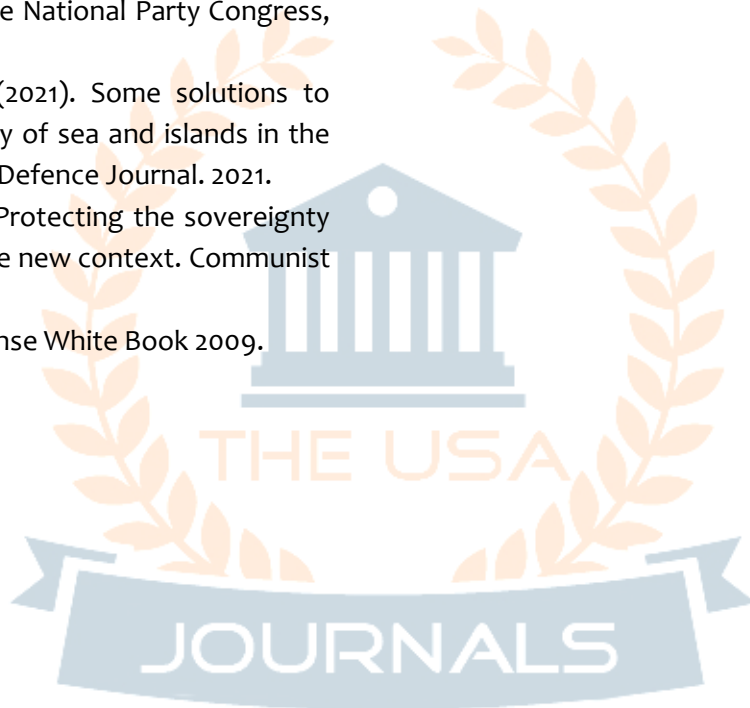 e National Party Congress,
(2021). Some solutions to
y of sea and islands in the
Defence Journal. 2021.
Protecting the sovereignty
e new context. Communist
nse White Book 2009.
THE USA
JOURNALS